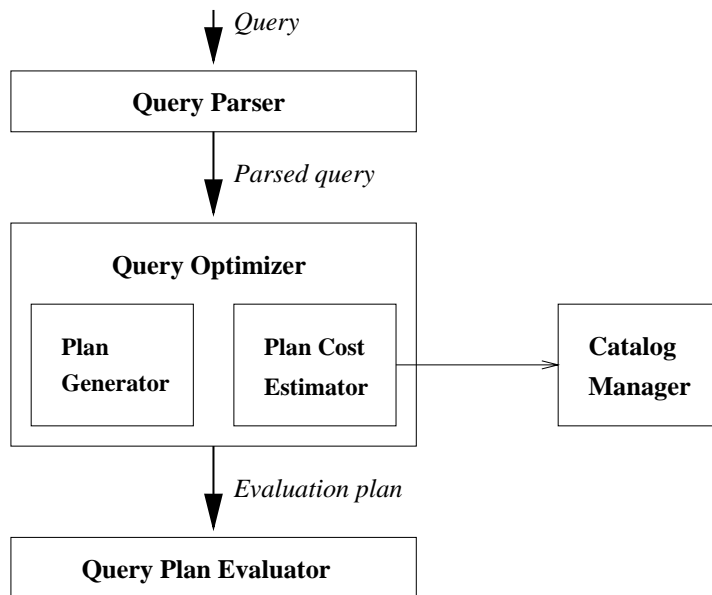 Query
Query Parser
Parsed query
Query Optimizer
Plan
Generator
Plan Cost
Estimator
Catalog
Manager
Evaluation plan
Query Plan Evaluator